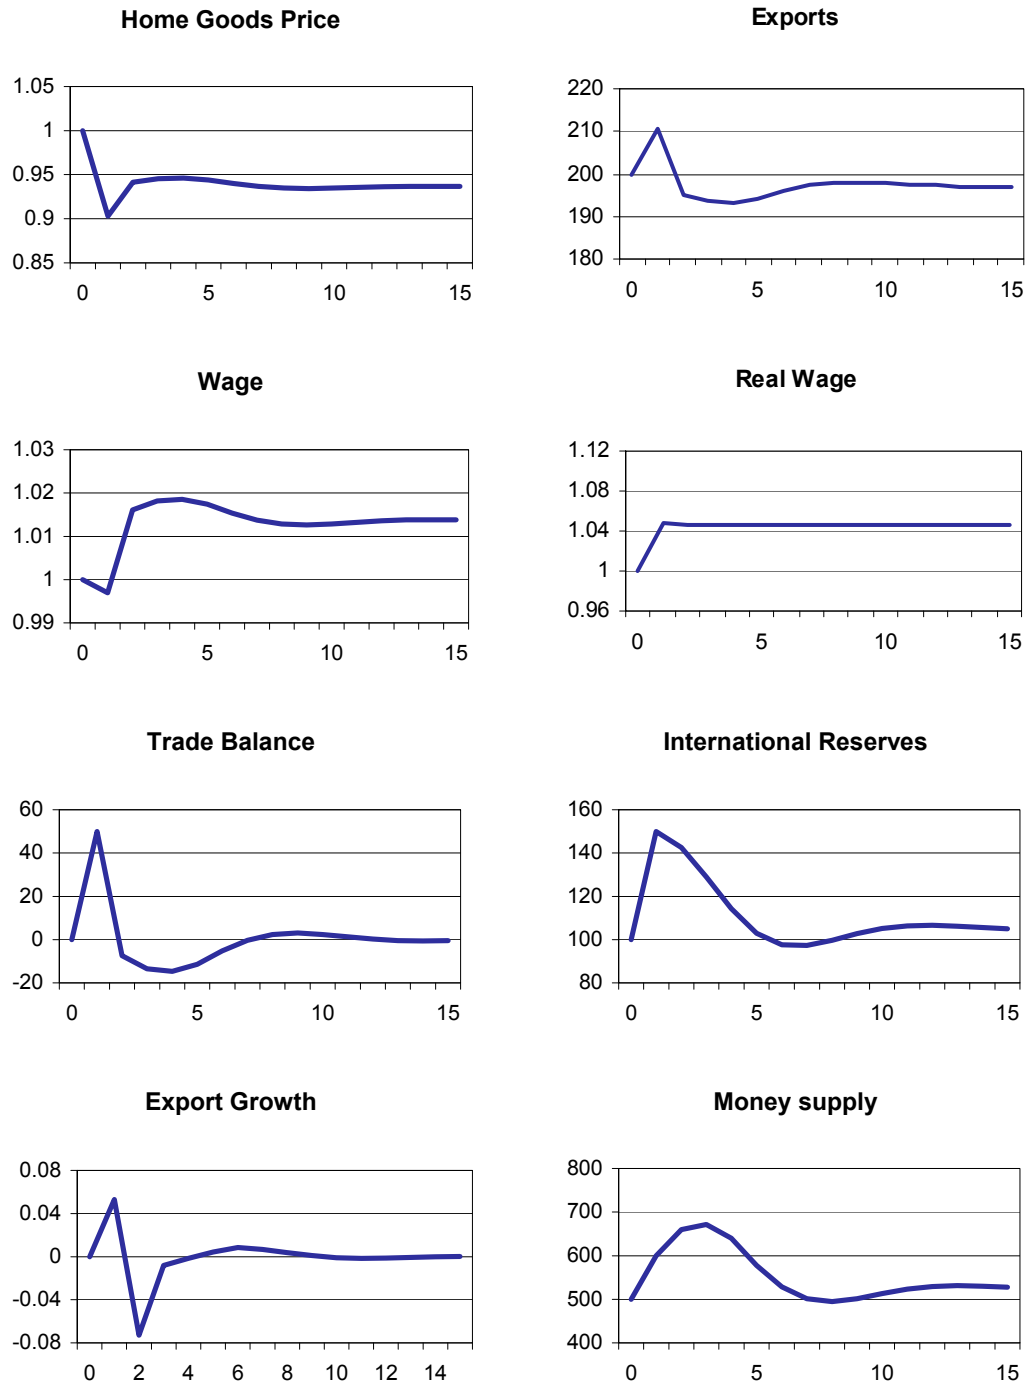 Home Goods Price
1.05
1
0.95
0.9
0.85
0 5 10 15
Exports
220
210
200
190
180
0 5 10 15
Wage
1.03
1.02
1.01
1
0.99
0 5 10 15
Real Wage
1.12
1.08
1.04
1
0.96
0 5 10 15
Trade Balance
60
40
20
0
-20
0 5 10 15
International Reserves
160
140
120
100
80
0 5 10 15
Export Growth
0.08
0.04
0
-0.04
-0.08
0 2 4 6 8 10 12 14
Money supply
800
700
600
500
400
0 5 10 15